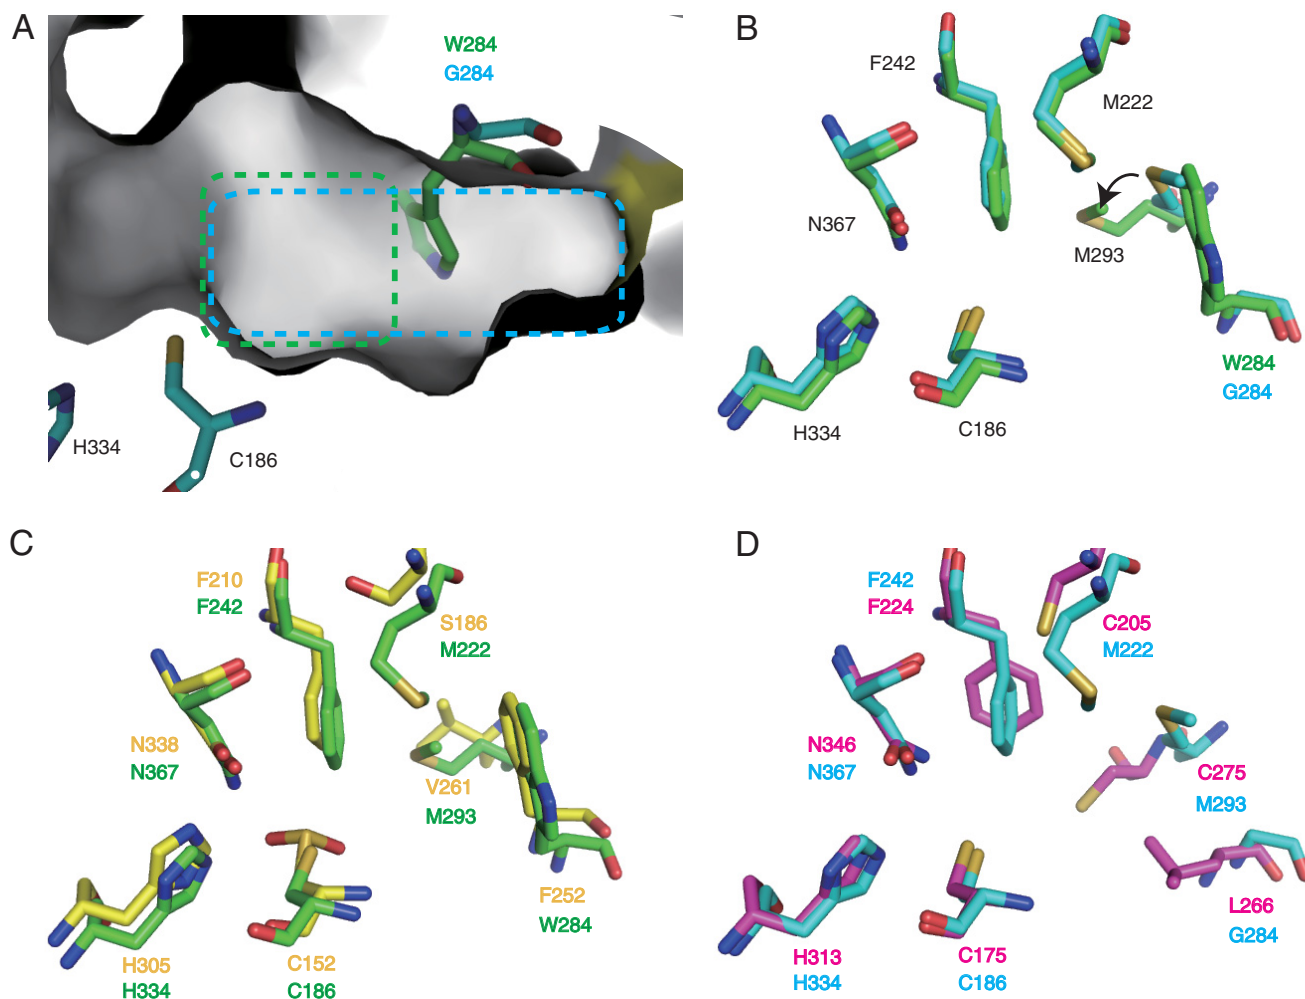 A
W284
G284
H334
C186
B
F242
M222
N367
M293
W284
G284
H334
C186
C
F210
F242
S186
M222
N338
N367
V261
M293
F252
W284
H305
H334
C152
C186
D
F242
F224
C205
M222
N346
N367
C275
M293
L266
G284
H313
H334
C175
C186